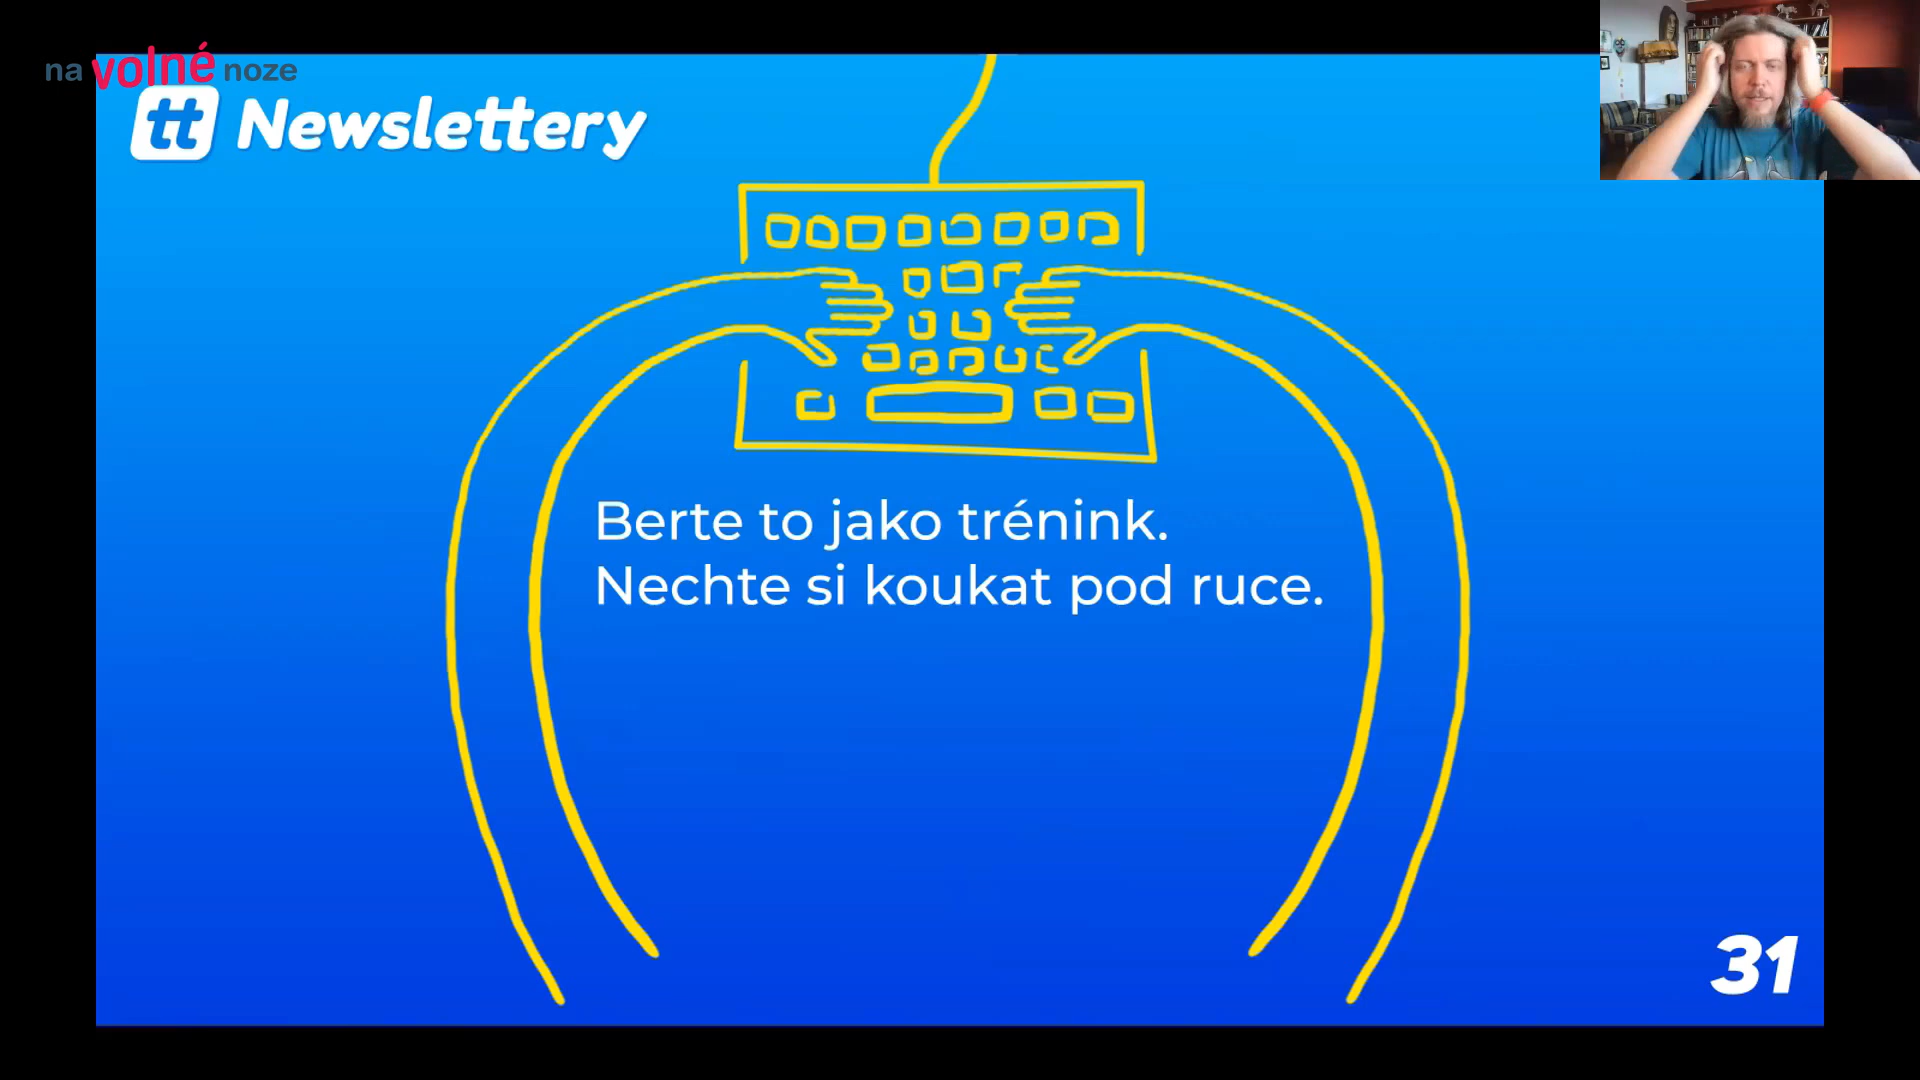 na volné noze
tt Newslettery
Berte to jako trénink.
Nechte si koukat pod ruce.
31